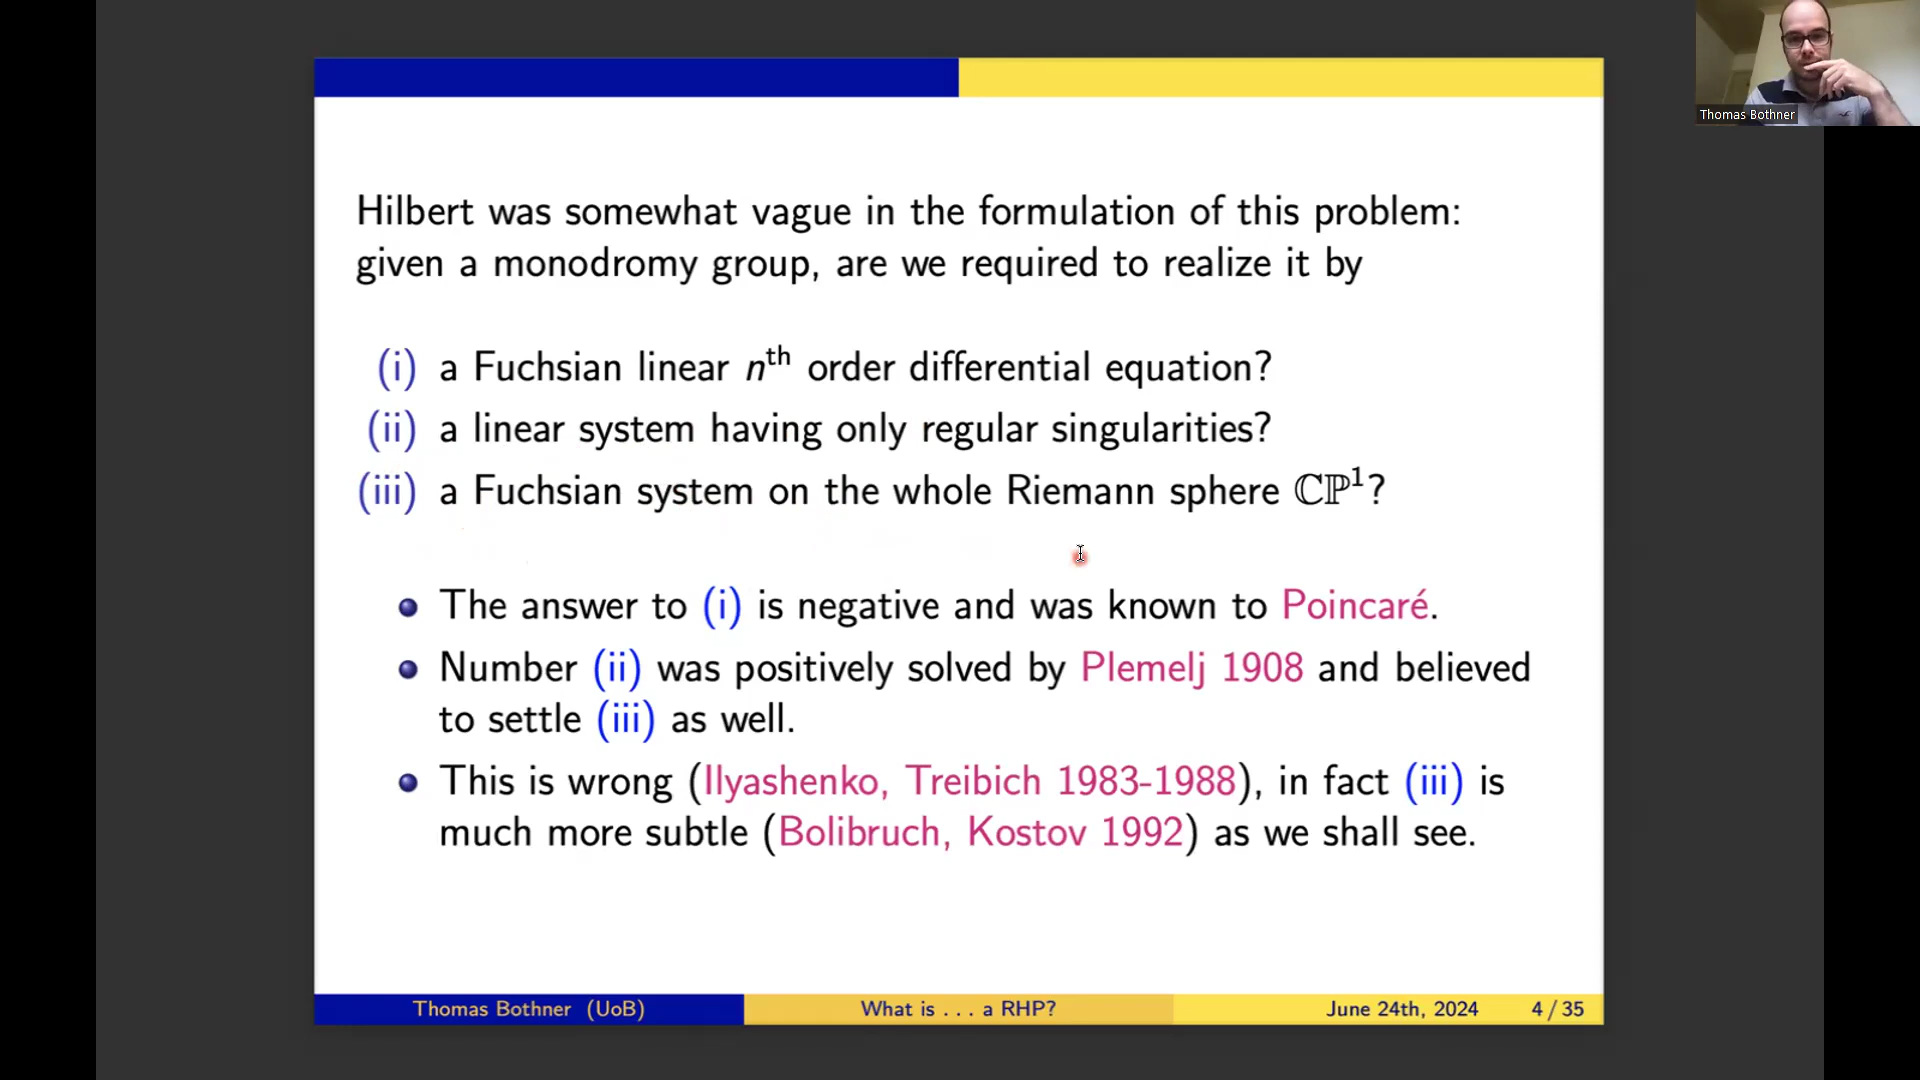 Thomas Bothner
Hilbert was somewhat vague in the formulation of this problem:
given a monodromy group, are we required to realize it by
(i) a Fuchsian linear nᵗʰ order differential equation?
(ii) a linear system having only regular singularities?
(iii) a Fuchsian system on the whole Riemann sphere ℂℙ¹?
• The answer to (i) is negative and was known to Poincaré.
• Number (ii) was positively solved by Plemelj 1908 and believed
to settle (iii) as well.
• This is wrong (Ilyashenko, Treibich 1983-1988), in fact (iii) is
much more subtle (Bolibruch, Kostov 1992) as we shall see.
Thomas Bothner (UoB) What is . . . a RHP? June 24th, 2024 4 / 35